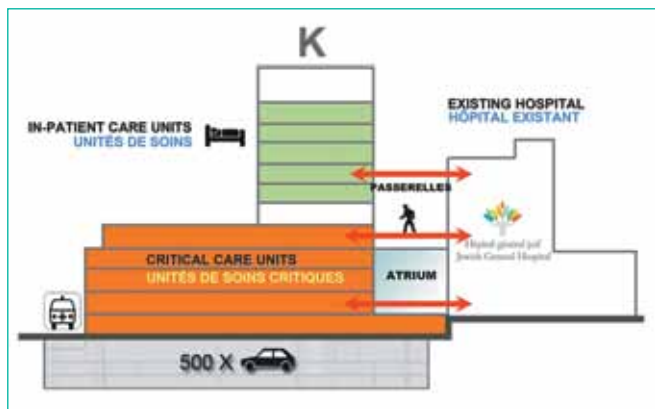 K
IN-PATIENT CARE UNITS
UNITÉS DE SOINS
EXISTING HOSPITAL
HÔPITAL EXISTANT
PASSERELLES
Hôpital général juif
Jewish General Hospital
CRITICAL CARE UNITS
UNITÉS DE SOINS CRITIQUES
ATRIUM
500 X